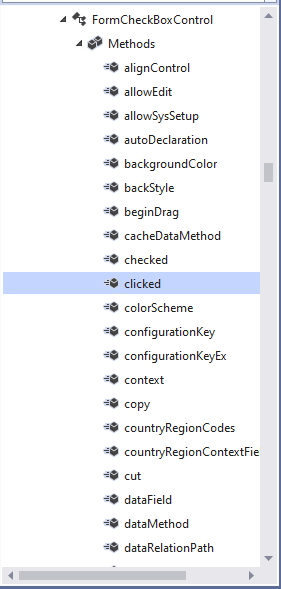 FormCheckBoxControl
Methods
alignControl
allowEdit
allowSysSetup
autoDeclaration
backgroundColor
backStyle
beginDrag
cacheDataMethod
checked
clicked
colorScheme
configurationKey
configurationKeyEx
context
copy
countryRegionCodes
countryRegionContextFie
cut
dataField
dataMethod
dataRelationPath